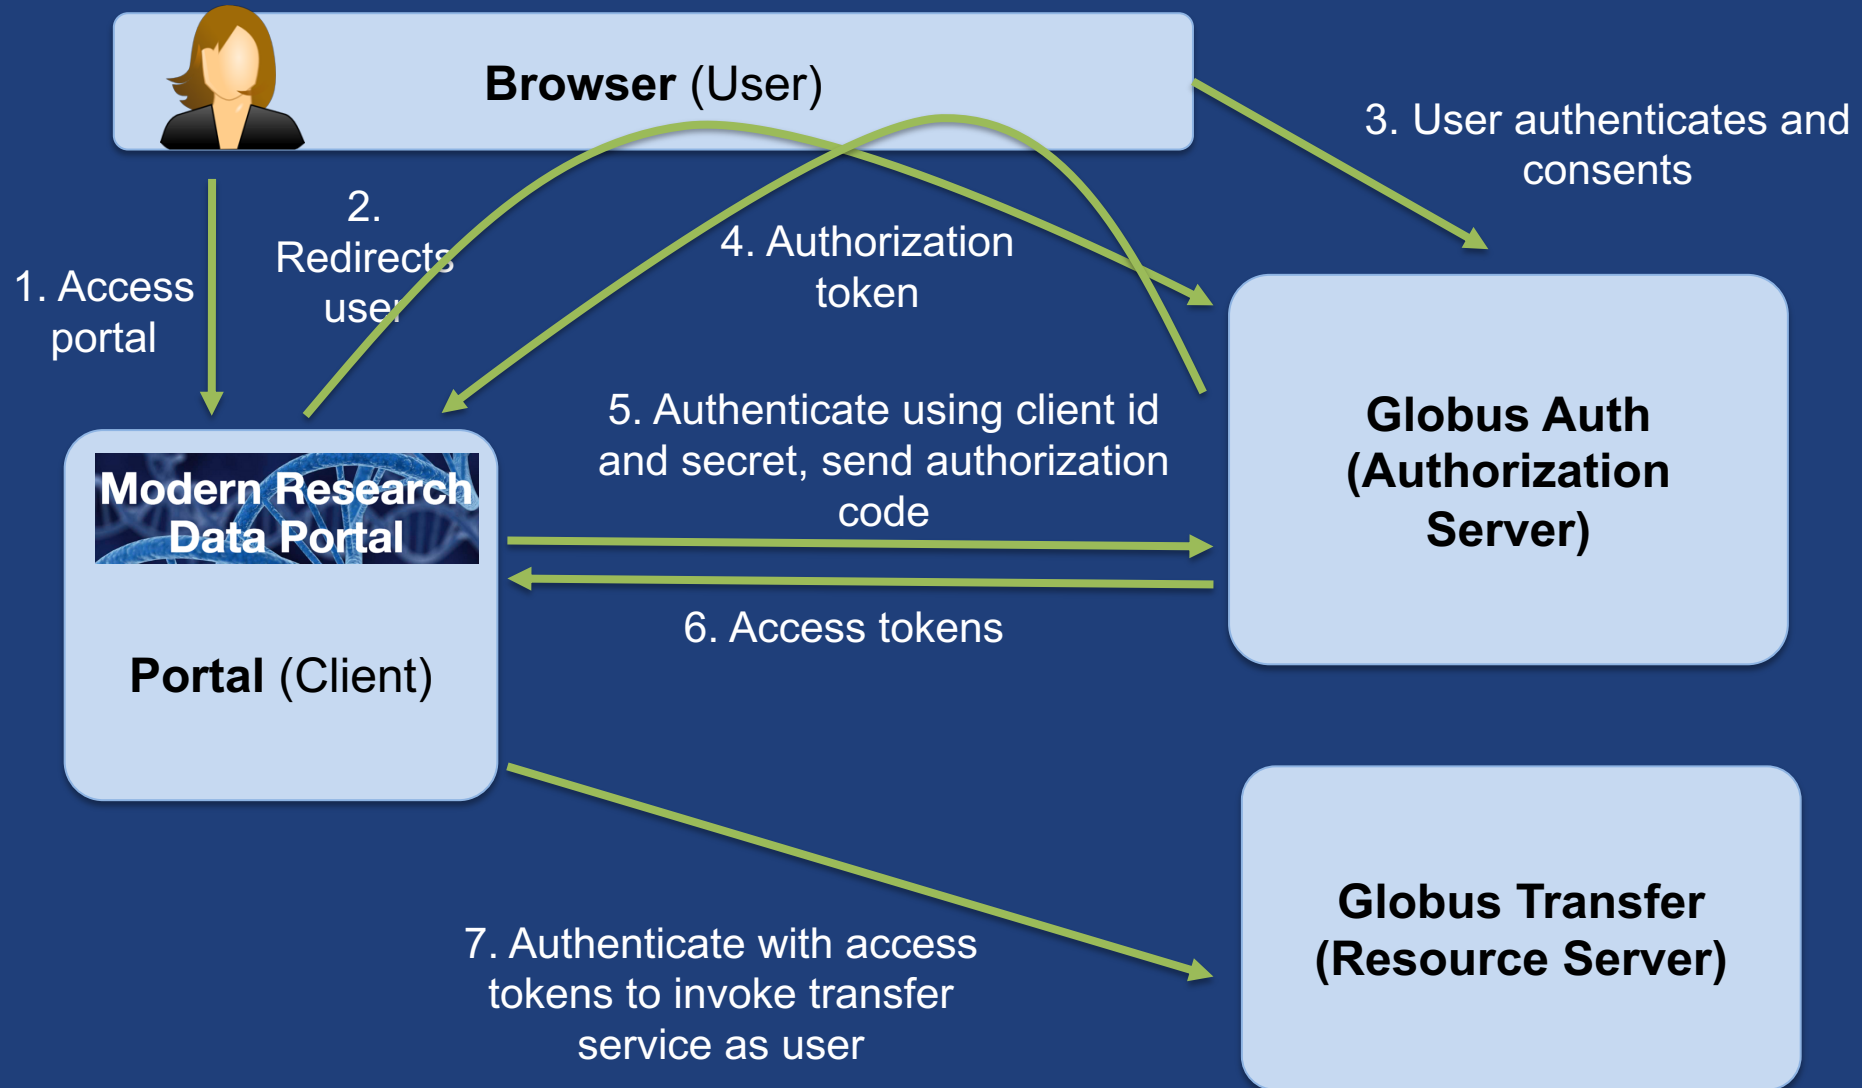 Browser (User)
3. User authenticates and
consents
2.
Redirects
user
4. Authorization
token
1. Access
portal
5. Authenticate using client id
and secret, send authorization
code
Globus Auth
(Authorization
Server)
Modern Research
Data Portal
6. Access tokens
Portal (Client)
Globus Transfer
(Resource Server)
7. Authenticate with access
tokens to invoke transfer
service as user